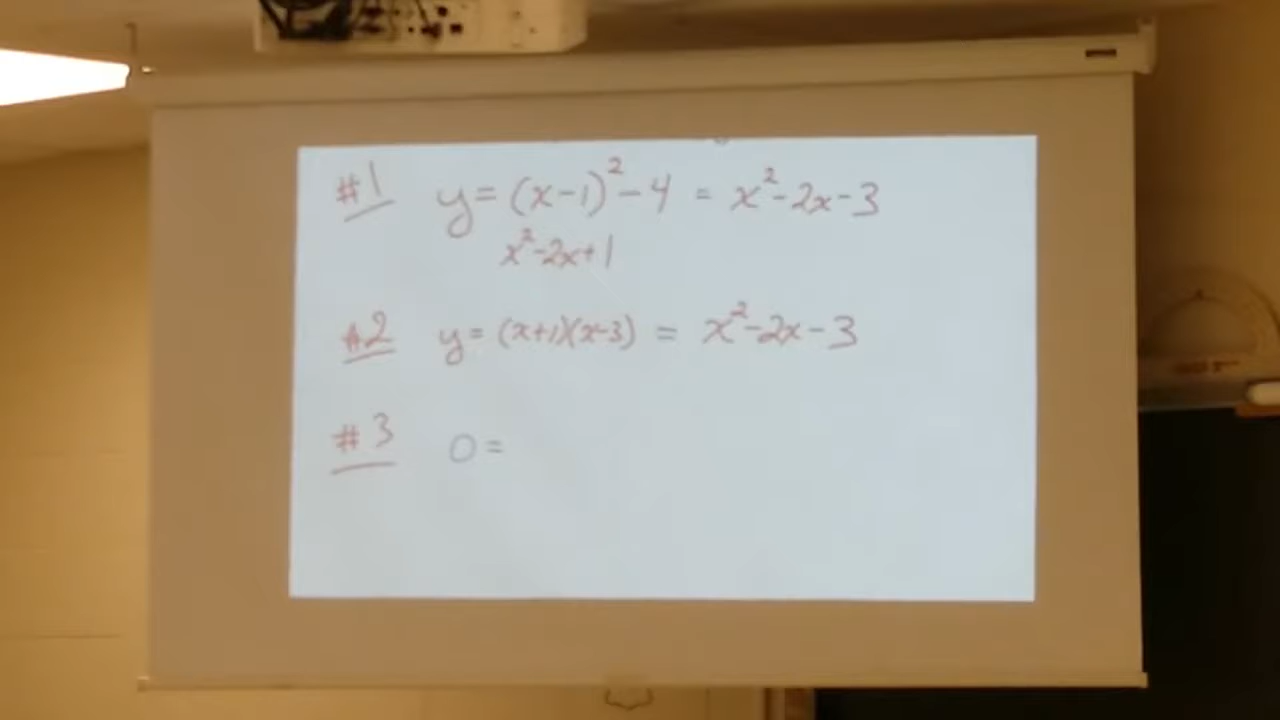 #1 y = (x-1)² - 4 = x² - 2x - 3
x² - 2x + 1
#2 y = (x+1)(x-3) = x² - 2x - 3
#3 0 =